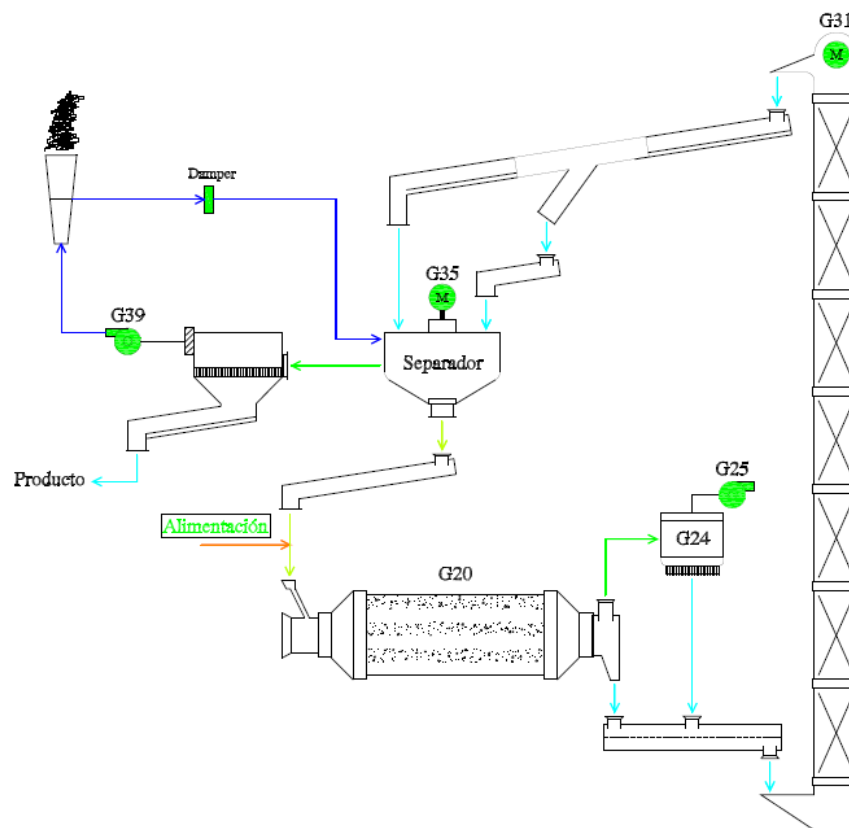 G31
M
Damper
G35
M
G39
Separador
Producto
G25
Alimentación
G24
G20